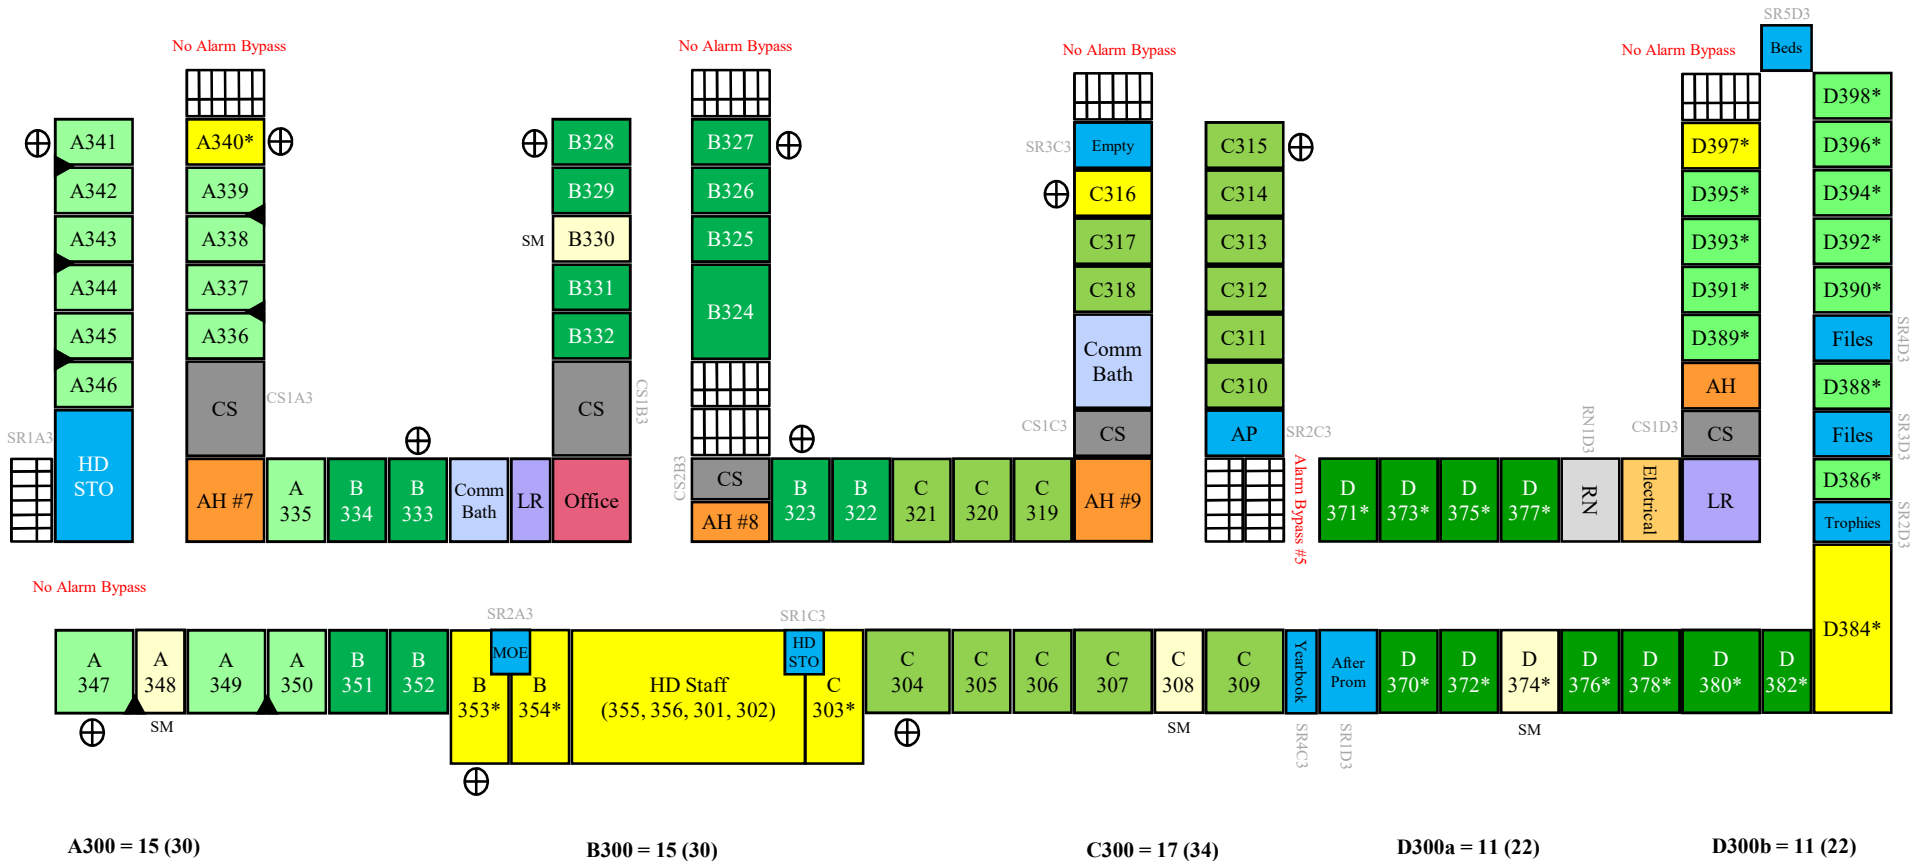 SR5D3
No Alarm Bypass
No Alarm Bypass
No Alarm Bypass
No Alarm Bypass
Beds
A341
A342
A343
A344
A345
A346
SR1A3
HD
STO
A340*
A339
A338
A337
A336
CS
CS1A3
AH #7
A
335
B
334
B
333
Comm
Bath
LR
Office
B328
B329
SM
B330
B331
B332
CS
CS1B3
B327
B326
B325
B324
CS2B3
CS
AH #8
B
323
B
322
C
321
C
320
C
319
SR3C3
Empty
C316
C317
C318
Comm
Bath
CS1C3
CS
AH #9
C315
C314
C313
C312
C311
C310
AP
SR2C3
Alarm Bypass #5
D
371*
D
373*
D
375*
D
377*
RN1D3
RN
Electrical
D397*
D395*
D393*
D391*
D389*
AH
CS1D3
CS
LR
D398*
D396*
D394*
D392*
D390*
Files
SR4D3
D388*
Files
SR3D3
D386*
Trophies
SR2D3
D384*
No Alarm Bypass
A
347
A
348
SM
A
349
A
350
B
351
B
352
SR2A3
MOE
B
353*
B
354*
HD Staff
(355, 356, 301, 302)
SR1C3
HD
STO
C
303*
C
304
C
305
C
306
C
307
C
308
SM
C
309
Yearbook
SR4C3
After
Prom
SR1D3
D
370*
D
372*
D
374*
SM
D
376*
D
378*
D
380*
D
382*
A300 = 15 (30)
B300 = 15 (30)
C300 = 17 (34)
D300a = 11 (22)
D300b = 11 (22)